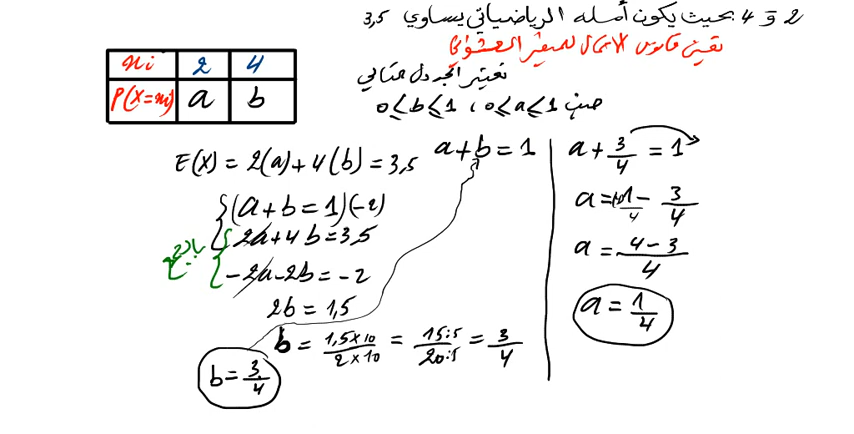 2 و 4 بحيث يكون أمله الرياضياتي يساوي 3,5
تعيين قانون الاحتمال للمتغير العشوائي
نعتبر الجدول التالي
حيث 0≤a≤1 ، 0≤b≤1
xi 2 4
P(X=xi) a b
E(X) = 2(a) + 4(b) = 3,5
a + b = 1
{(a + b = 1)(-2)
2a + 4b = 3,5
بالجمع
-2a - 2b = -2
2b = 1,5
b = 1,5×10/2×10 = 15:5/20:5 = 3/4
b = 3/4
a + 3/4 = 1
a = 1 - 3/4
a = 4-3/4
a = 1/4